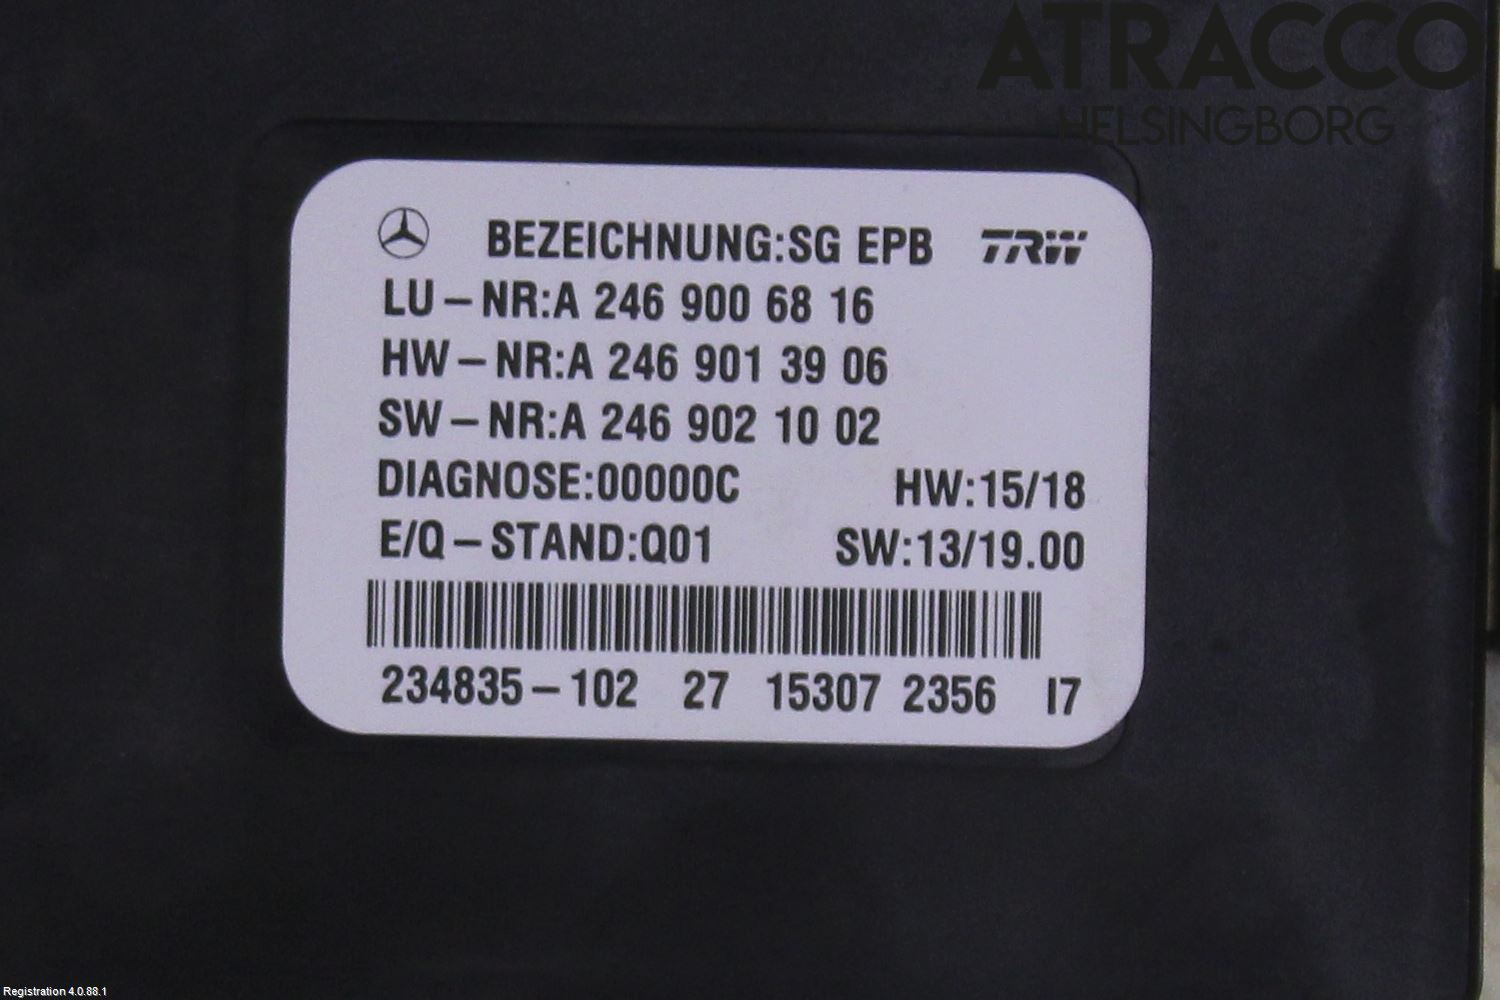 ATRACCO
HELSINGBORG
BEZEICHNUNG:SG EPB TRW
LU-NR:A 246 900 68 16
HW-NR:A 246 901 39 06
SW-NR:A 246 902 10 02
DIAGNOSE:00000C HW:15/18
E/Q-STAND:Q01 SW:13/19.00
234835-102 27 15307 2356 I7
Registration 4.0.88.1